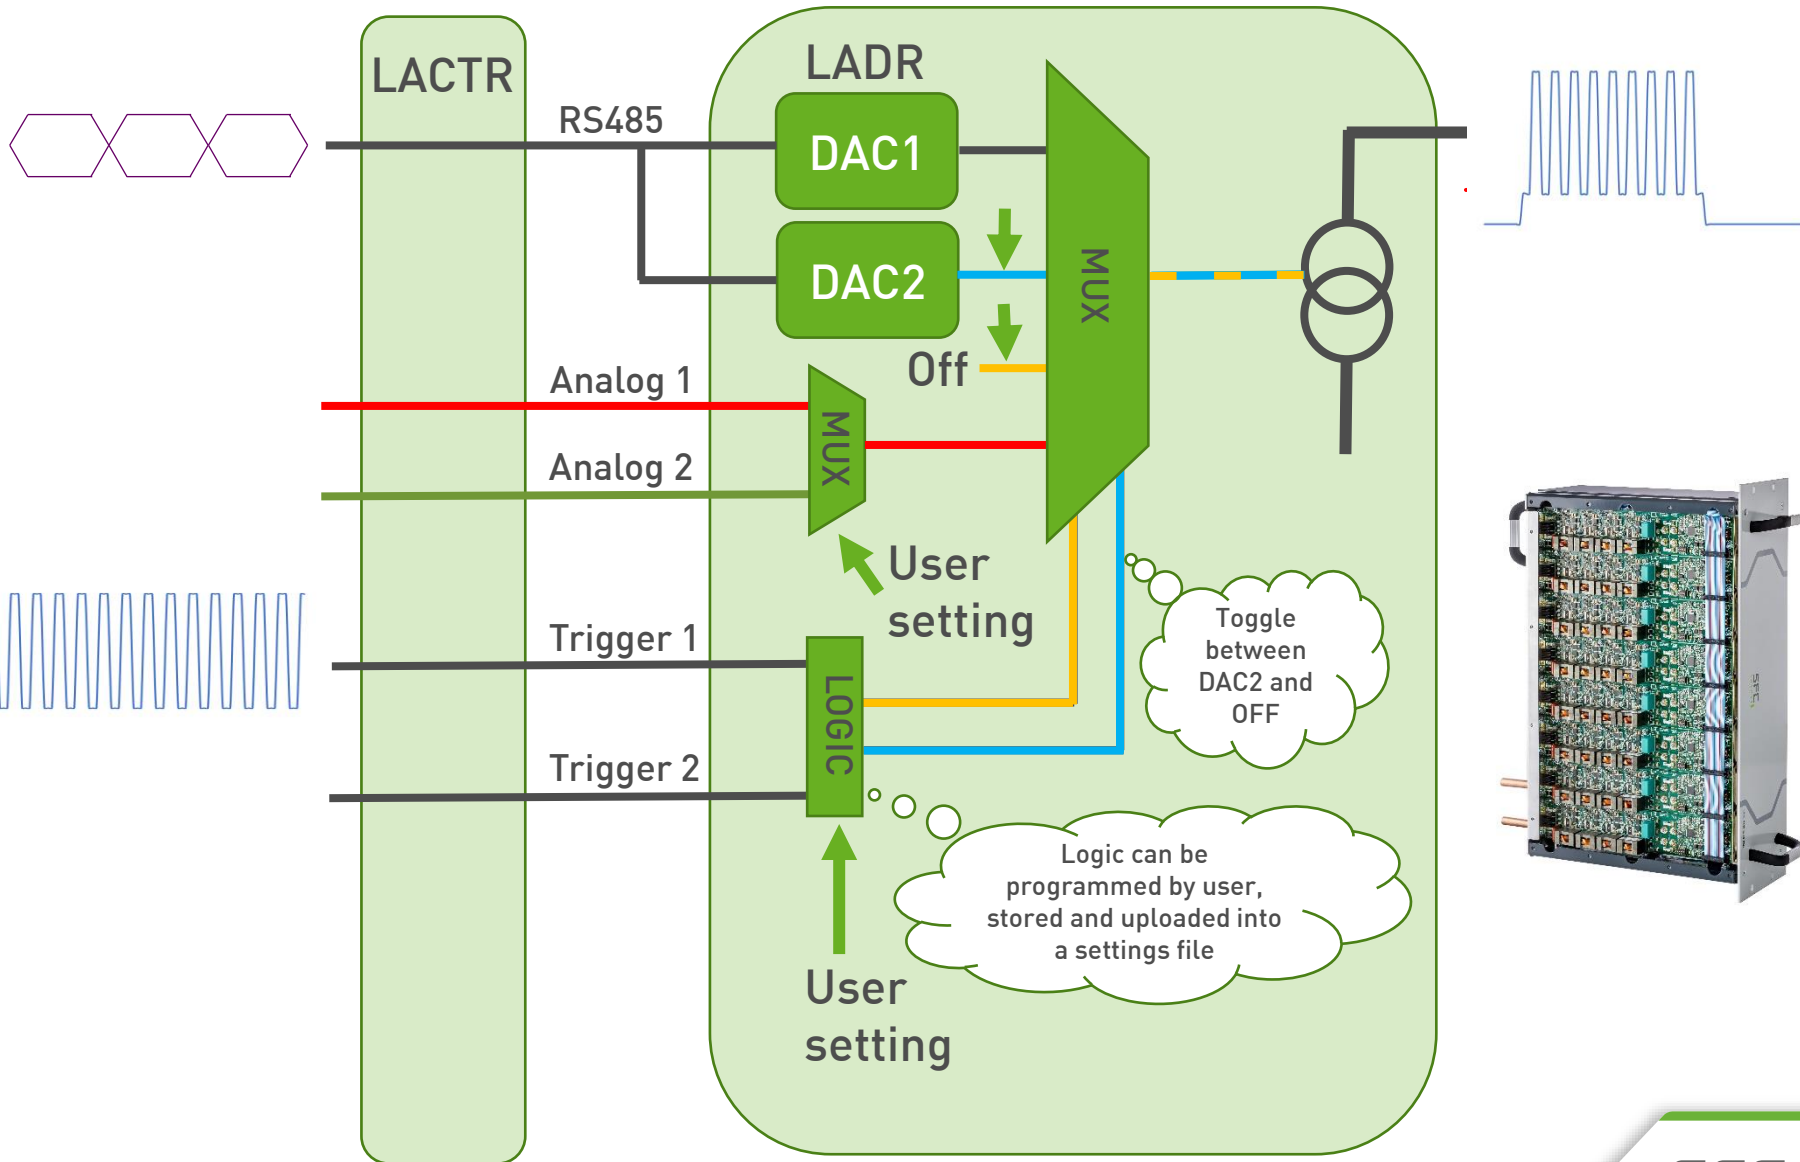 LACTR
LADR
RS485
DAC1
DAC2
MUX
Off
Analog 1
MUX
Analog 2
User
setting
Trigger 1
LOGIC
Trigger 2
Toggle
between
DAC2 and
OFF
Logic can be
programmed by user,
stored and uploaded into
a settings file
User
setting